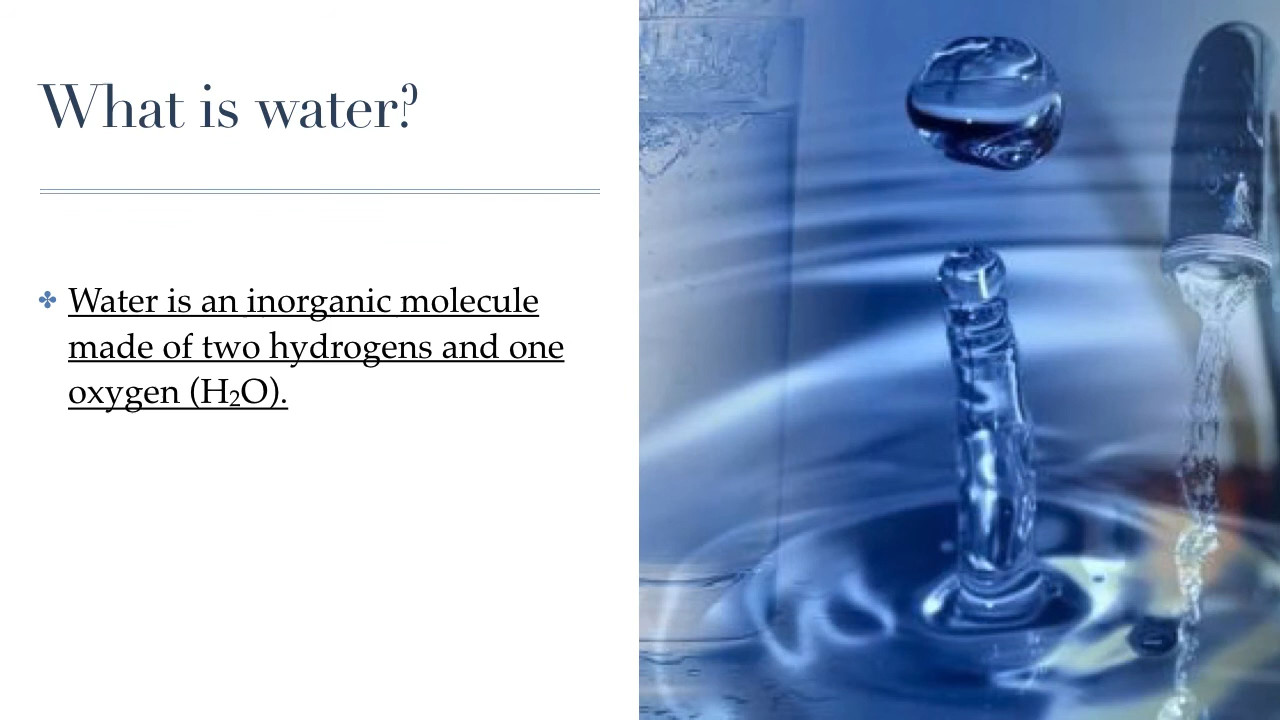 What is water?
Water is an inorganic molecule
made of two hydrogens and one
oxygen (H₂O).